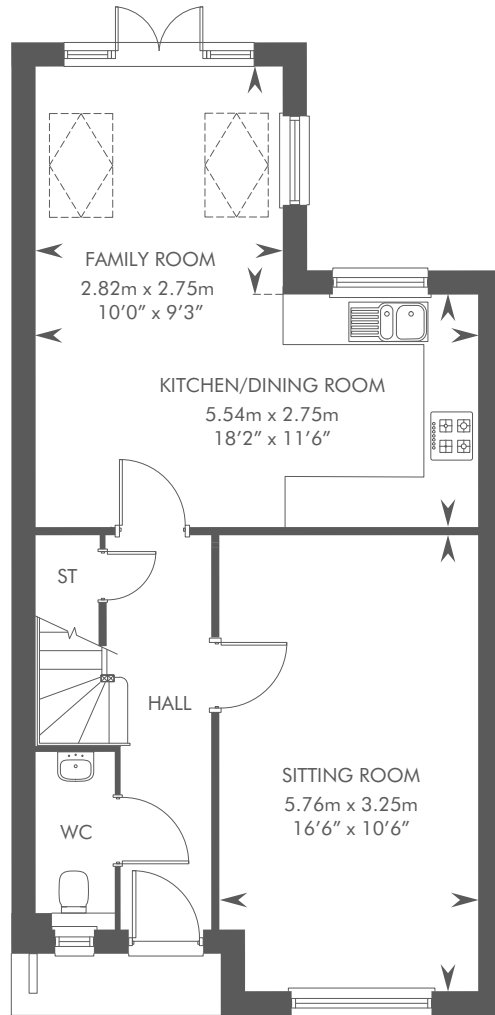 FAMILY ROOM
2.82m x 2.75m
10’0” x 9’3”
KITCHEN/DINING ROOM
5.54m x 2.75m
18’2” x 11’6”
ST
HALL
SITTING ROOM
5.76m x 3.25m
16’6” x 10’6”
WC